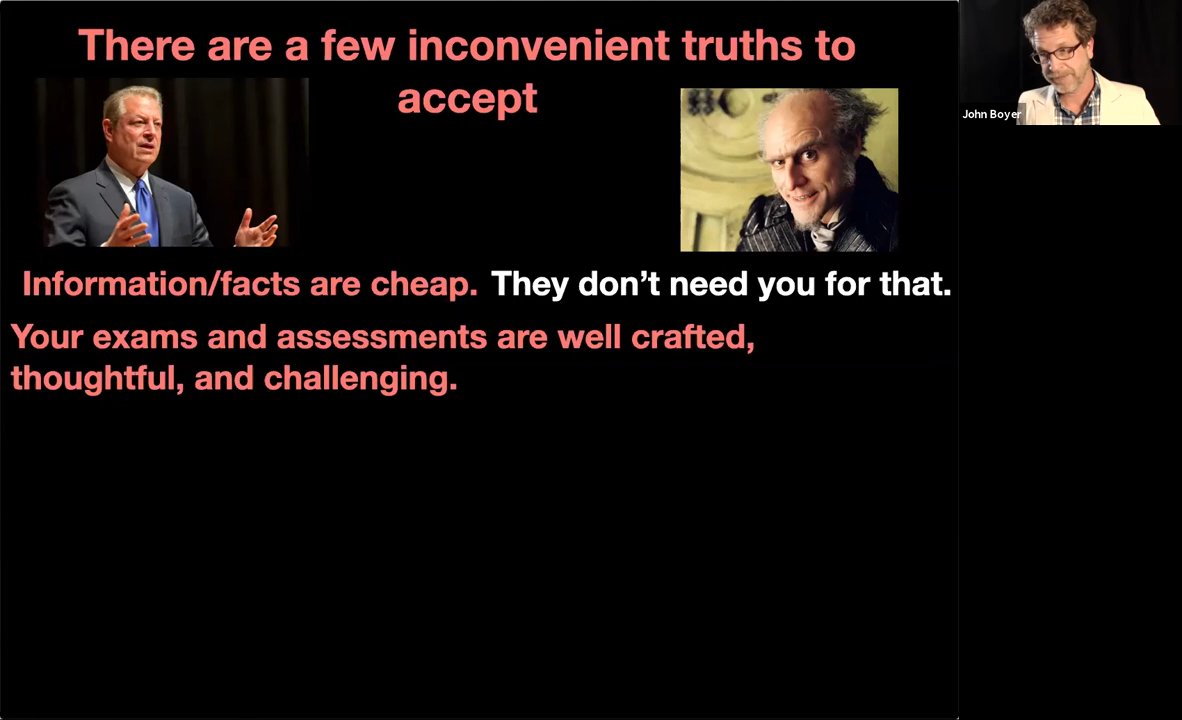 There are a few inconvenient truths to
accept
John Boyer
Information/facts are cheap. They don’t need you for that.
Your exams and assessments are well crafted,
thoughtful, and challenging.